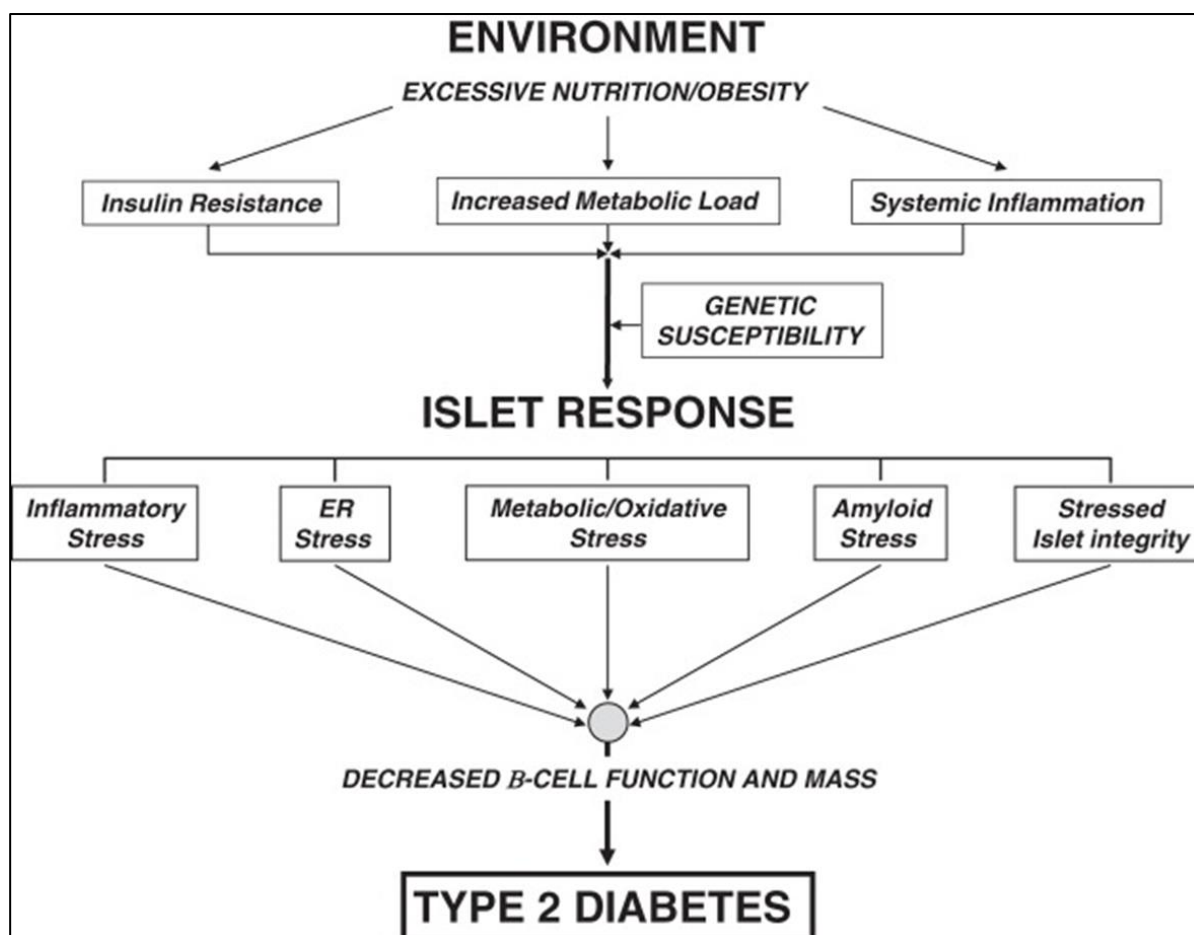 ENVIRONMENT
EXCESSIVE NUTRITION/OBESITY
Insulin Resistance
Increased Metabolic Load
Systemic Inflammation
GENETIC
SUSCEPTIBILITY
ISLET RESPONSE
Inflammatory
Stress
ER
Stress
Metabolic/Oxidative
Stress
Amyloid
Stress
Stressed
Islet integrity
DECREASED B-CELL FUNCTION AND MASS
TYPE 2 DIABETES